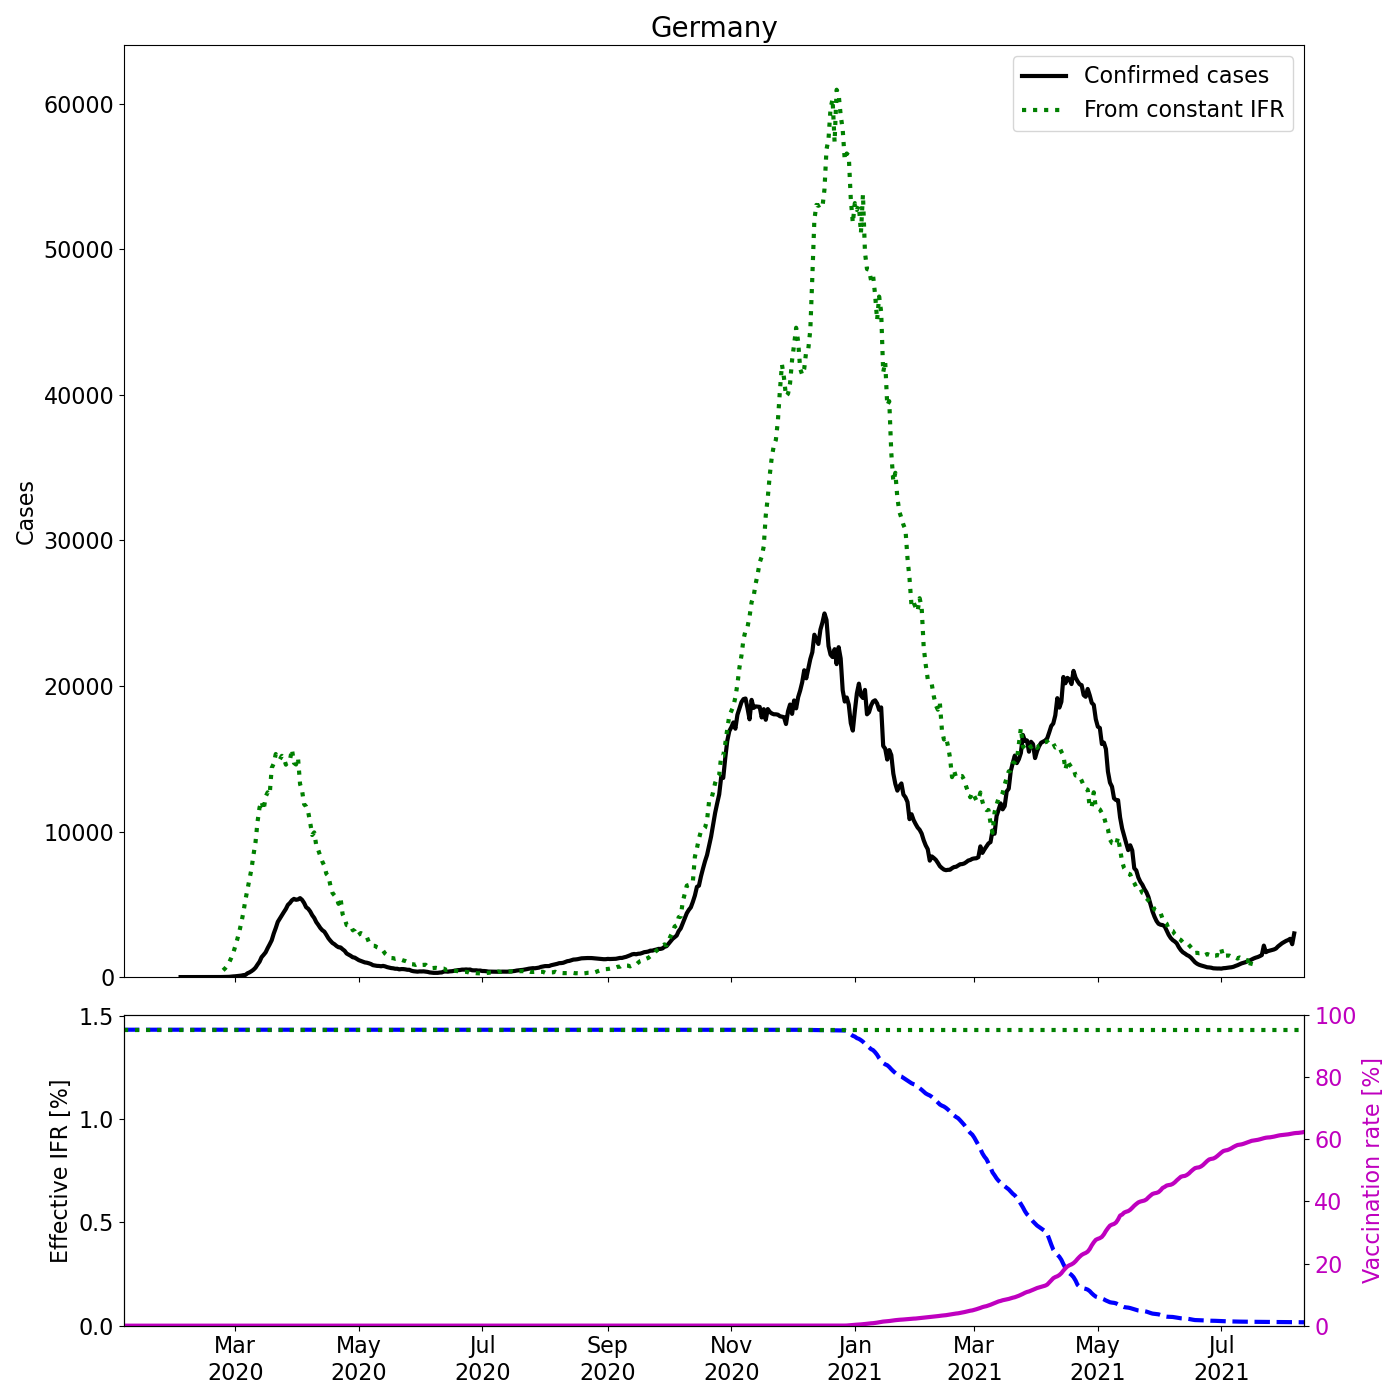 Germany
Confirmed cases
From constant IFR
60000
50000
40000
30000
20000
10000
0
Cases
1.5
1.0
0.5
0.0
Effective IFR [%]
100
80
60
40
20
0
Vaccination rate [%]
Mar May Jul Sep Nov Jan Mar May Jul
2020 2020 2020 2020 2020 2021 2021 2021 2021